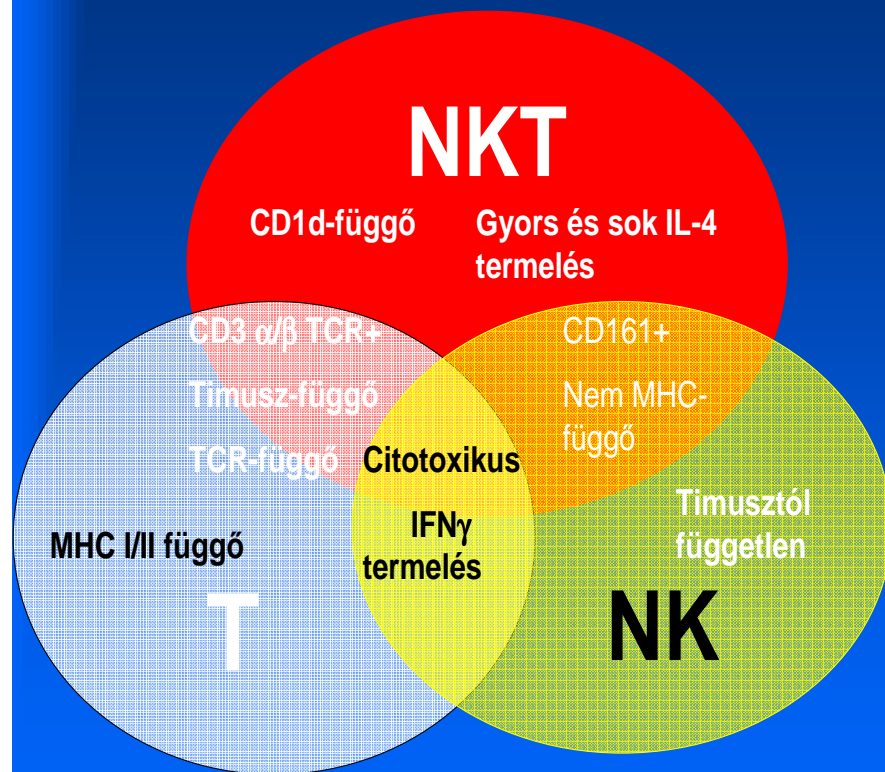 NKT
CD1d-függő
Gyors és sok IL-4
termelés
CD3 α/β TCR+
Timusz-függő
TCR-függő
CD161+
Nem MHC-
függő
Citotoxikus
IFNγ
termelés
MHC I/II függő
T
Timusztól
független
NK